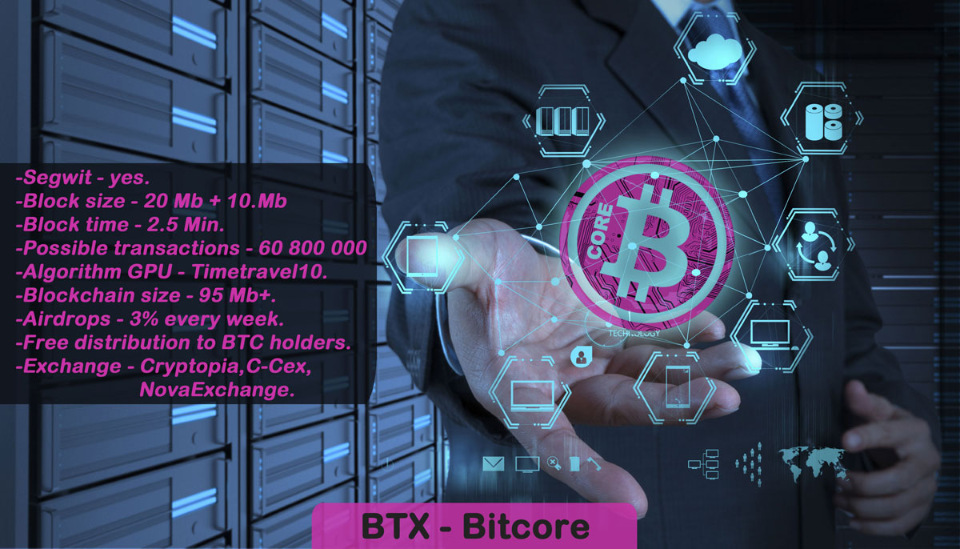 -Segwit - yes.
-Block size - 20 Mb + 10.Mb
-Block time - 2.5 Min.
-Possible transactions - 60 800 000
-Algorithm GPU - Timetravel10.
-Blockchain size - 95 Mb+.
-Airdrops - 3% every week.
-Free distribution to BTC holders.
-Exchange - Cryptopia,C-Cex,
NovaExchange.
CORE
TECHNOLOGY
BTX - Bitcore